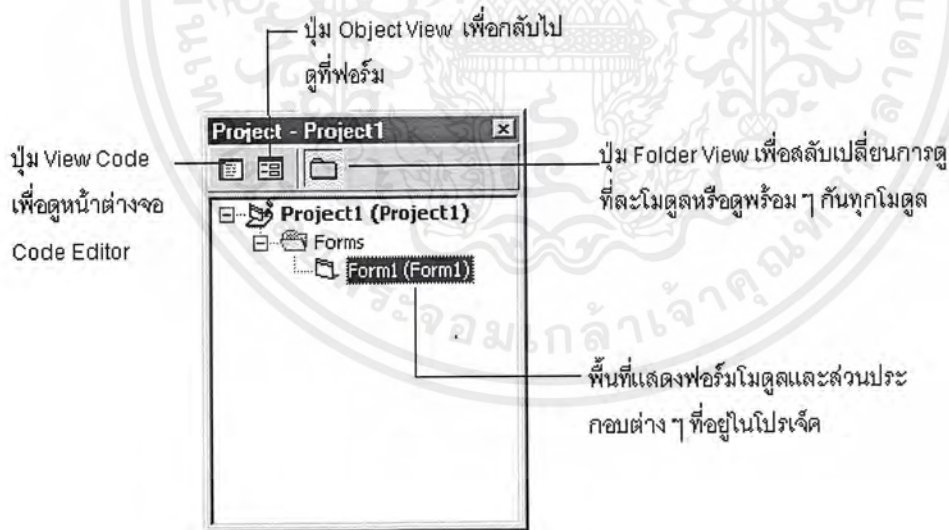 ปุ่ม Object View เพื่อกลับไป
ดูที่ฟอร์ม
ปุ่ม View Code
เพื่อดูหน้าต่างจอ
Code Editor
Project - Project1
ปุ่ม Folder View เพื่อสลับเปลี่ยนการดู
ที่ละโมดูลหรือดูพร้อม ๆ กันทุกโมดูล
Project1 (Project1)
Forms
Form1 (Form1)
พื้นที่แสดงฟอร์มโมดูลและส่วนประ
กอบต่าง ๆ ที่อยู่ในโปรเจ็ค